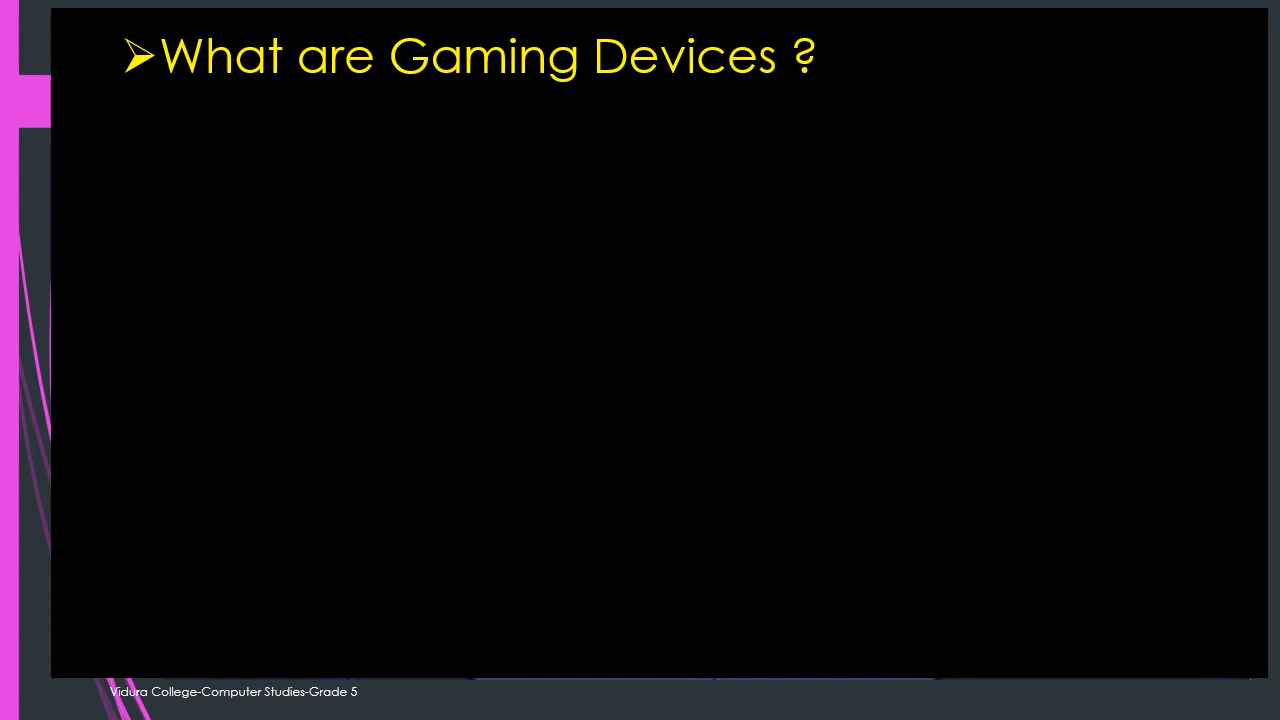 ➢What are Gaming Devices ?
Vidura College-Computer Studies-Grade 5